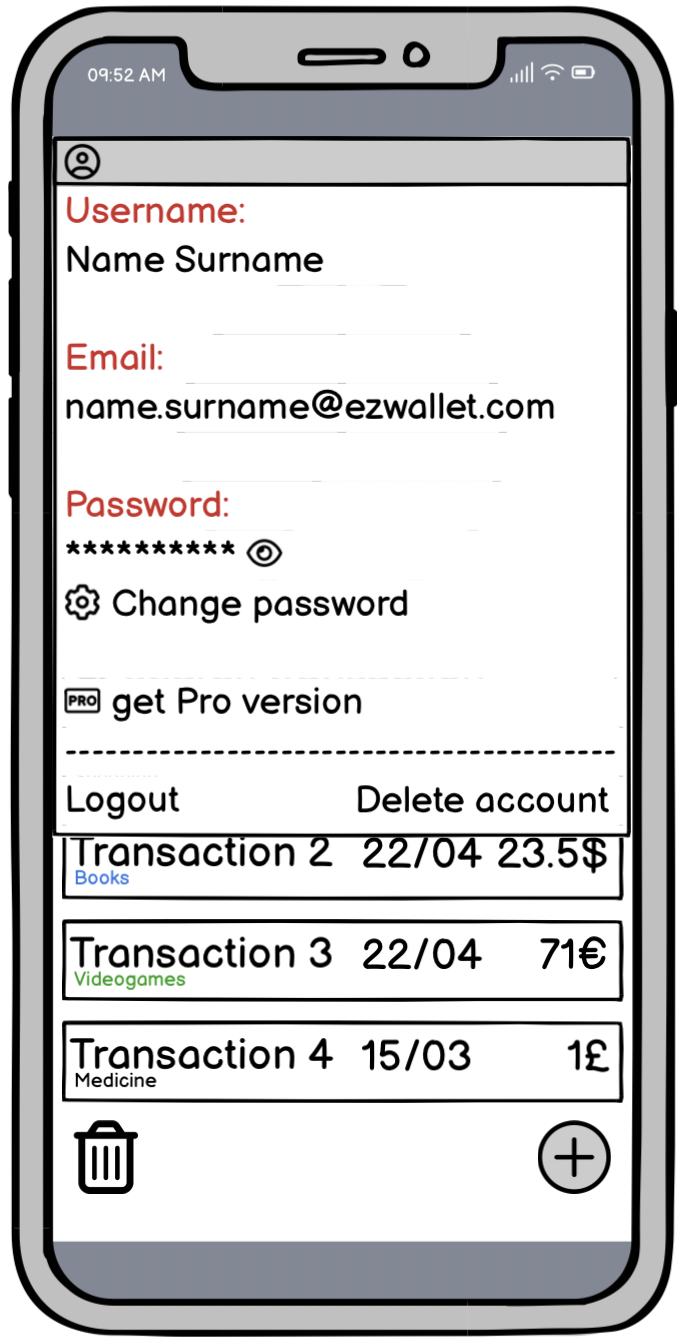 09:52 AM
Username:
Name Surname
Email:
name.surname@ezwallet.com
Password:
**********
Change password
PRO get Pro version
---------------------------------------
Logout Delete account
Transaction 2 22/04 23.5$
Books
Transaction 3 22/04 71€
Videogames
Transaction 4 15/03 1£
Medicine